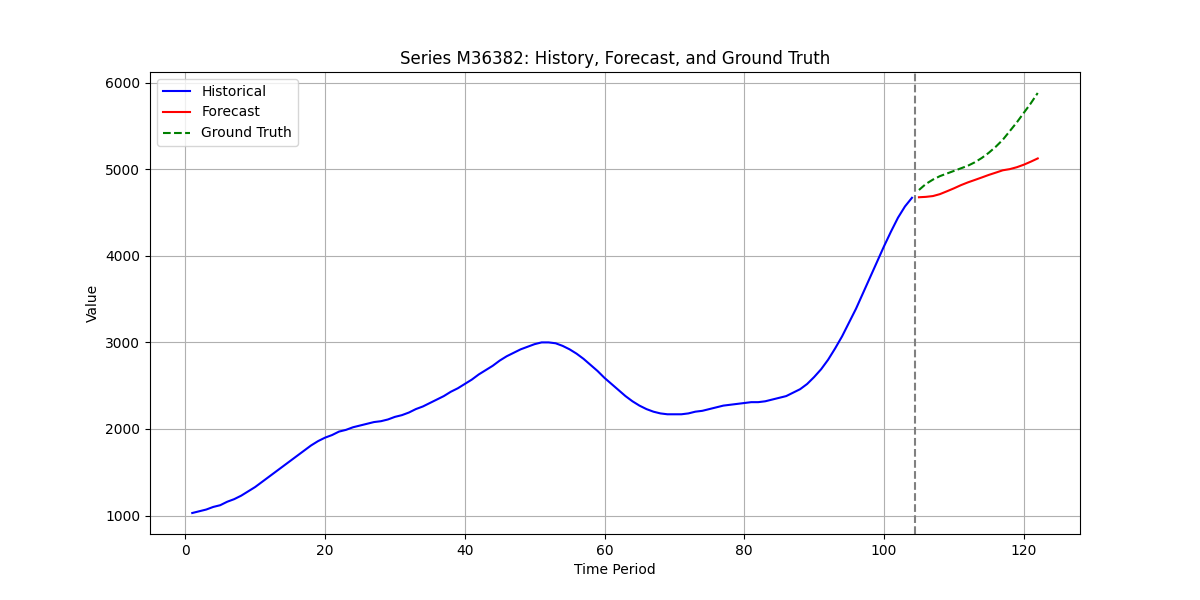 Series M36382: History, Forecast, and Ground Truth
Historical
Forecast
Ground Truth
6000
5000
4000
3000
2000
1000
Value
0 20 40 60 80 100 120
Time Period